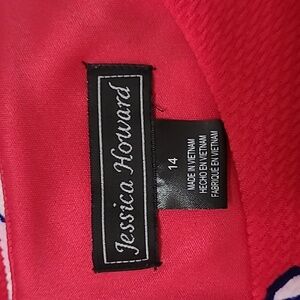 Jessica Howard
14
MADE IN VIETNAM
HECHO EN VIETNAM
FABRIQUE EN VIETNAM